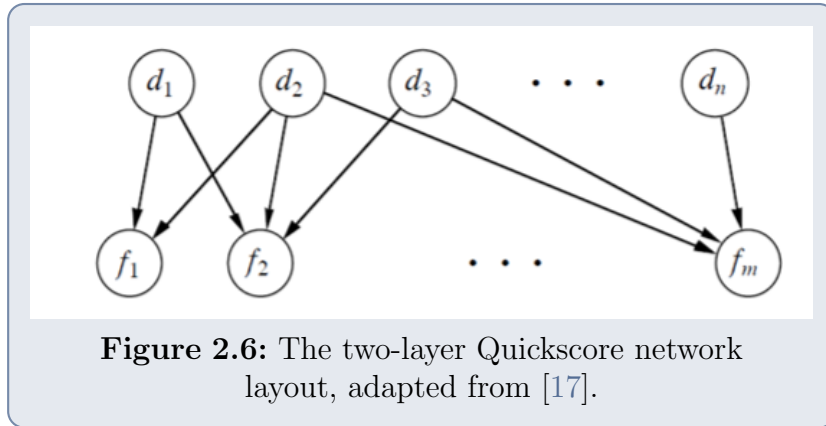 d₁ d₂ d₃ . . . dₙ
f₁ f₂ . . . fₘ
Figure 2.6: The two-layer Quickscore network
layout, adapted from [17].